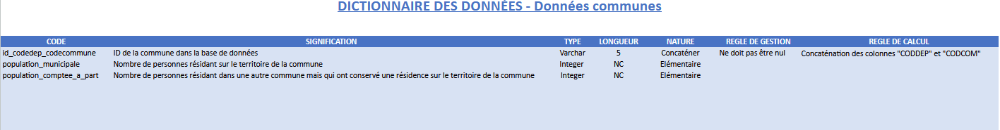 DICTIONNAIRE DES DONNÉES - Données communes
CODE SIGNIFICATION TYPE LONGUEUR NATURE REGLE DE GESTION REGLE DE CALCUL
id_codedep_codecommune ID de la commune dans la base de données Varchar 5 Concaténer Ne doit pas être nul Concaténation des colonnes "CODDEP" et "CODCOM"
population_municipale Nombre de personnes résidant sur le territoire de la commune Integer NC Elémentaire
population_comptee_a_part Nombre de personnes résidant dans une autre commune mais qui ont conservé une résidence sur le territoire de la commune Integer NC Elémentaire